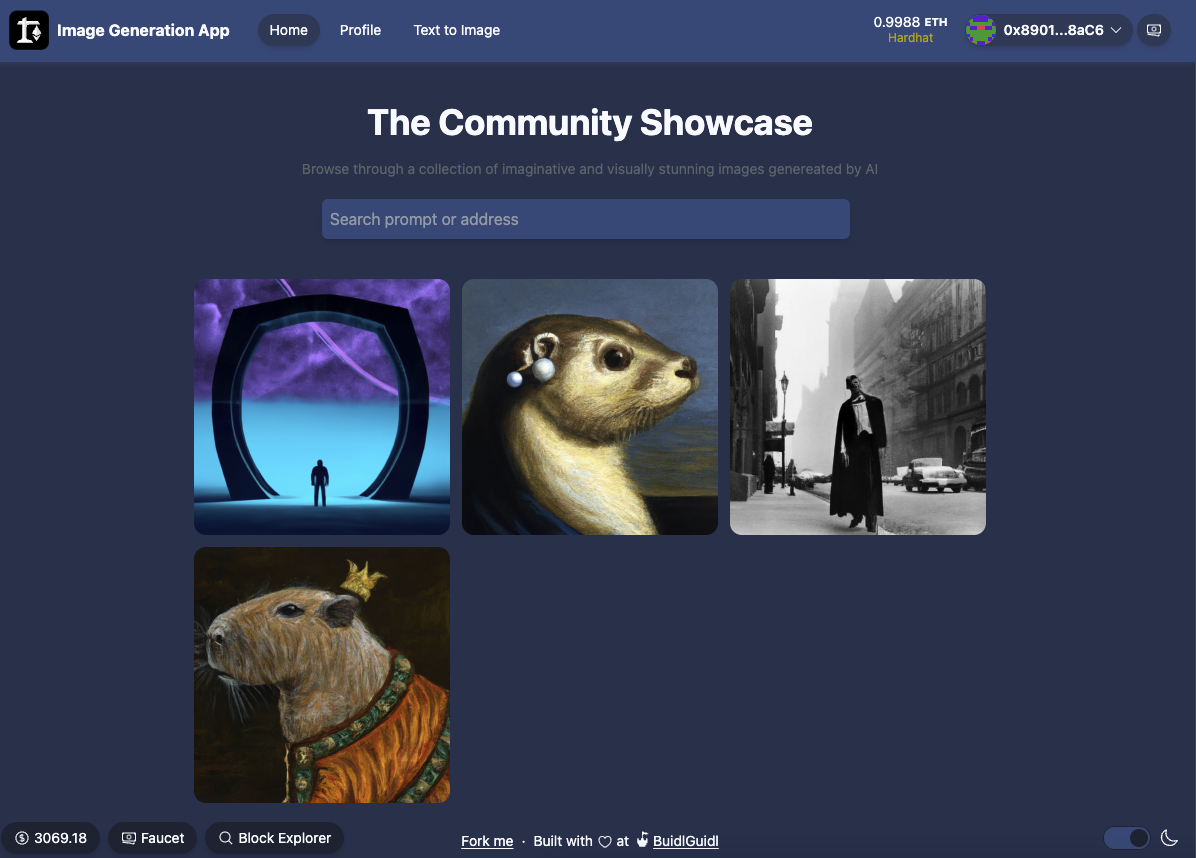 Image Generation App
Home
Profile
Text to Image
0.9988 ETH
Hardhat
0x8901...8aC6
The Community Showcase
Browse through a collection of imaginative and visually stunning images genereated by AI
Search prompt or address
3069.18
Faucet
Block Explorer
Fork me · Built with ♡ at BuidlGuidl